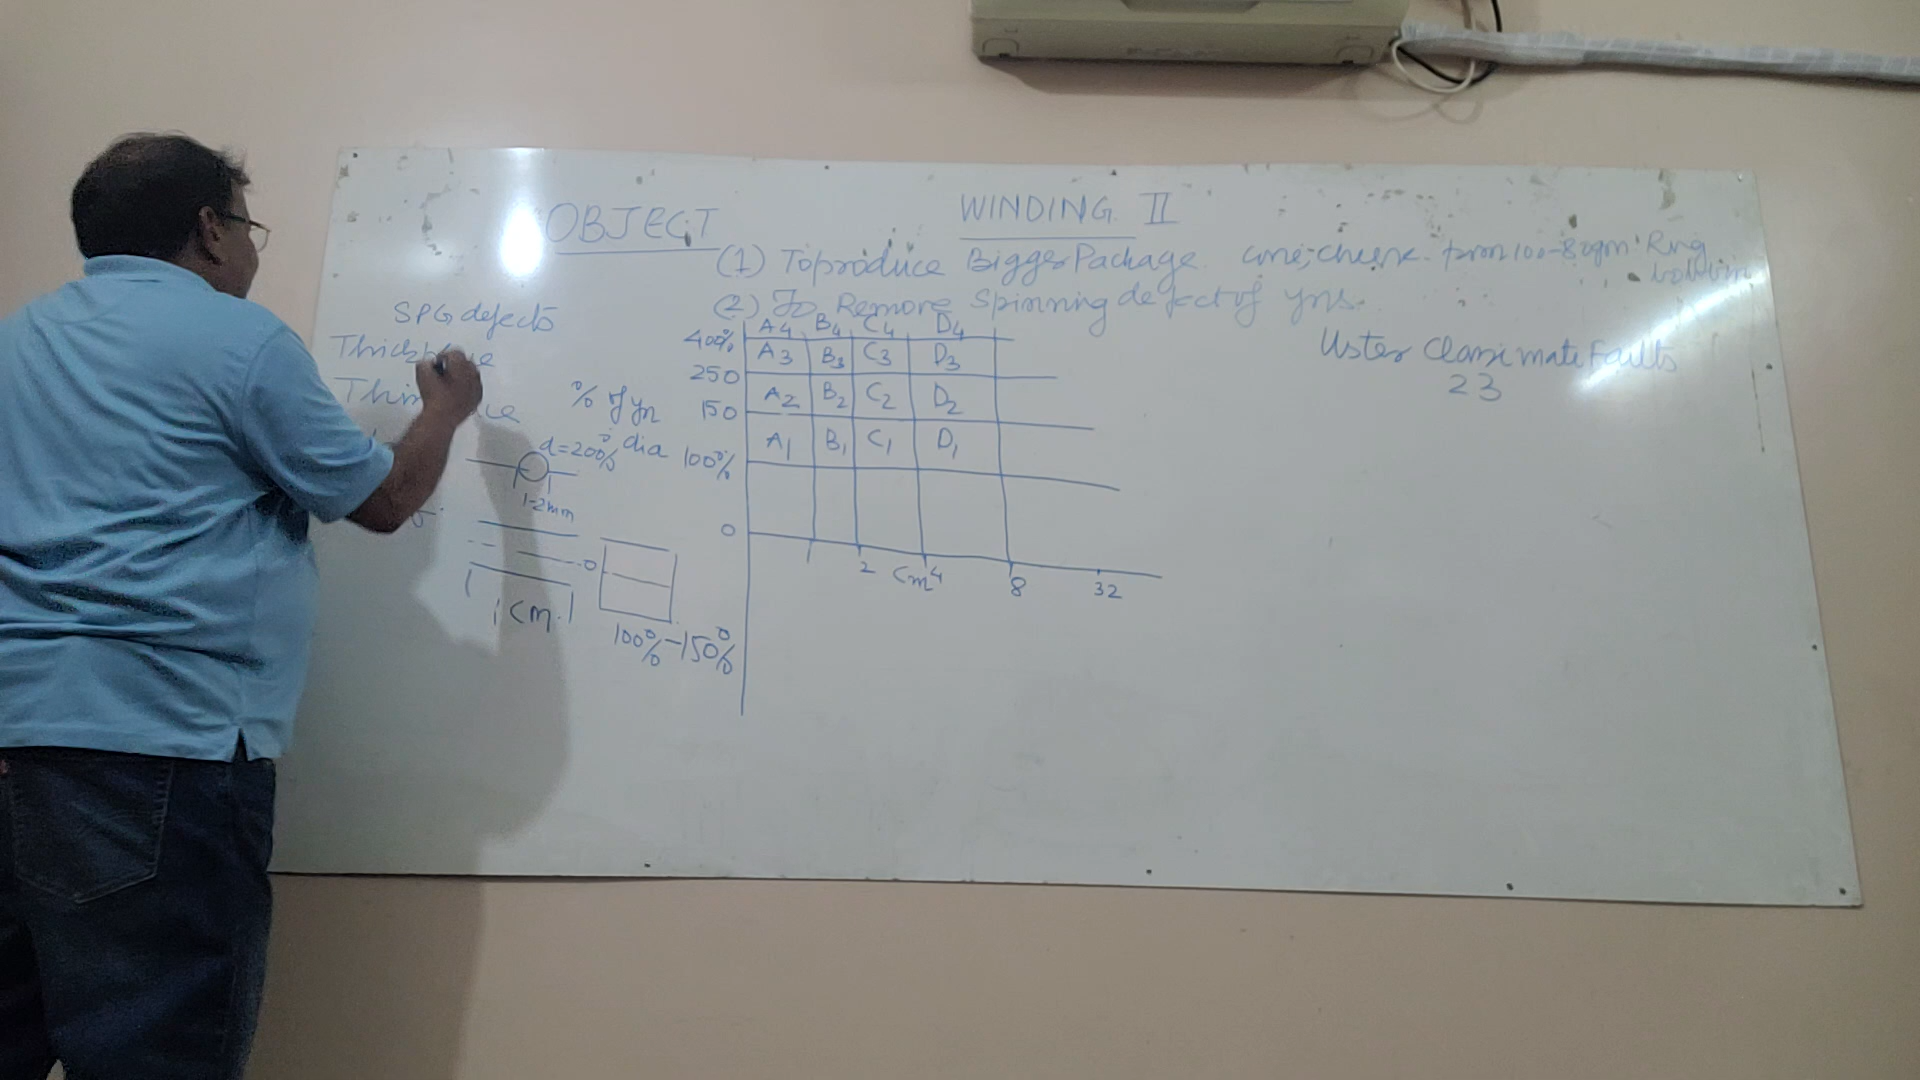 WINDING II
OBJECT
(1) To produce Bigger Package cone, cheese from 100-80gm Ring bobbin
(2) To Remore Spinning defect of yns.
SPG defects
Thick
Thin
% of yn dia
d=200%
1-2mm
1 cm.
100% - 150%
A4 B4 C4 D4
400%
A3 B3 C3 D3
250
A2 B2 C2 D2
150
A1 B1 C1 D1
100%
0
1 2 cm 4 8 32
Uster Classimate Faults
23